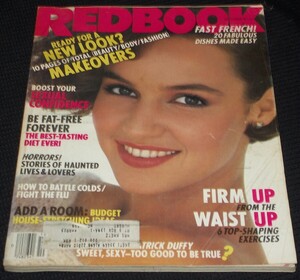 REDBOOK
READY FOR A
NEW LOOK?
10 PAGES OF TOTAL (BEAUTY/BODY/FASHION)
MAKEOVERS
FAST FRENCH!
20 FABULOUS
DISHES MADE EASY
BOOST YOUR
CONFIDENCE
BE FAT-FREE
FOREVER
THE BEST-TASTING
DIET EVER!
HORRORS!
STORIES OF HAUNTED
LIVES & LOVERS
HOW TO BATTLE COLDS/
FIGHT THE FLU
ADD A ROOM: BUDGET
HOUSE-STRETCHING IDEAS
FIRM UP
FROM THE
WAIST UP
6 TOP-SHAPING
EXERCISES
TRICK DUFFY
SWEET, SEXY—TOO GOOD TO BE TRUE?